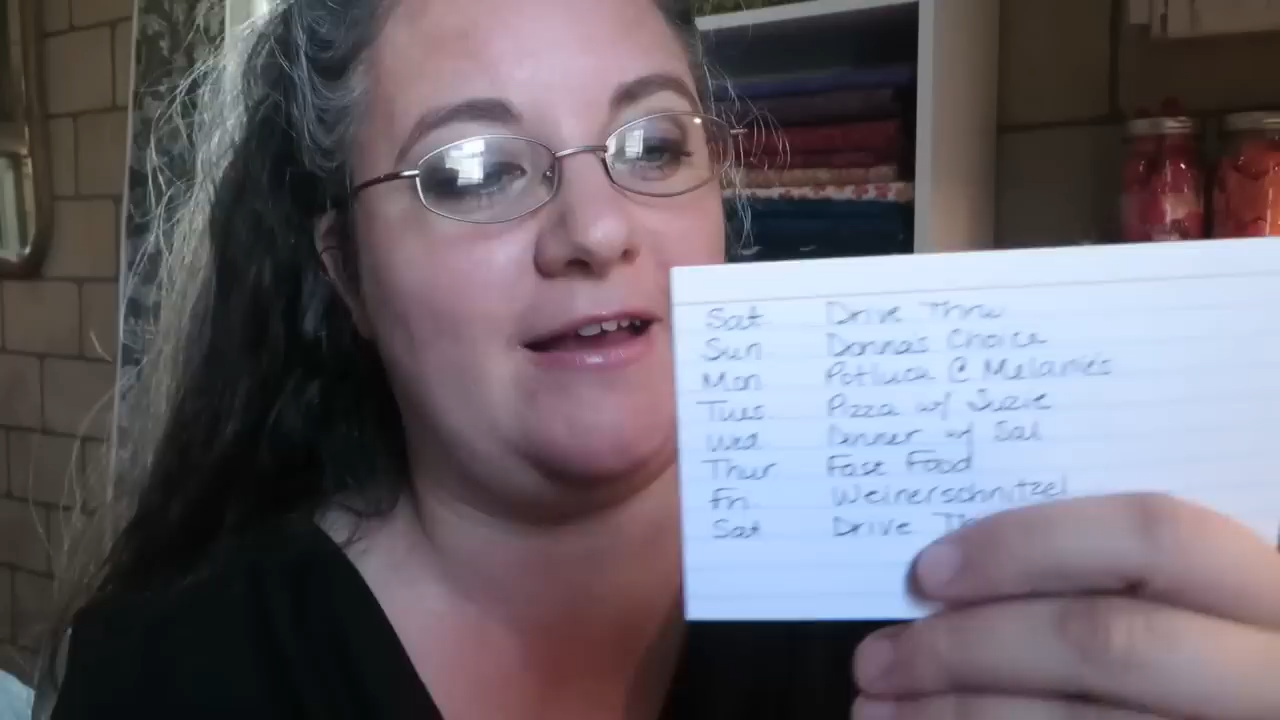 Sat Drive Thru
Sun Donna's Choice
Mon Potluck @ Melanie's
Tues Pizza w/ Suzie
Wed Dinner w/ Sal
Thur Fast Food
Fri Weinerschnitzel
Sat Drive